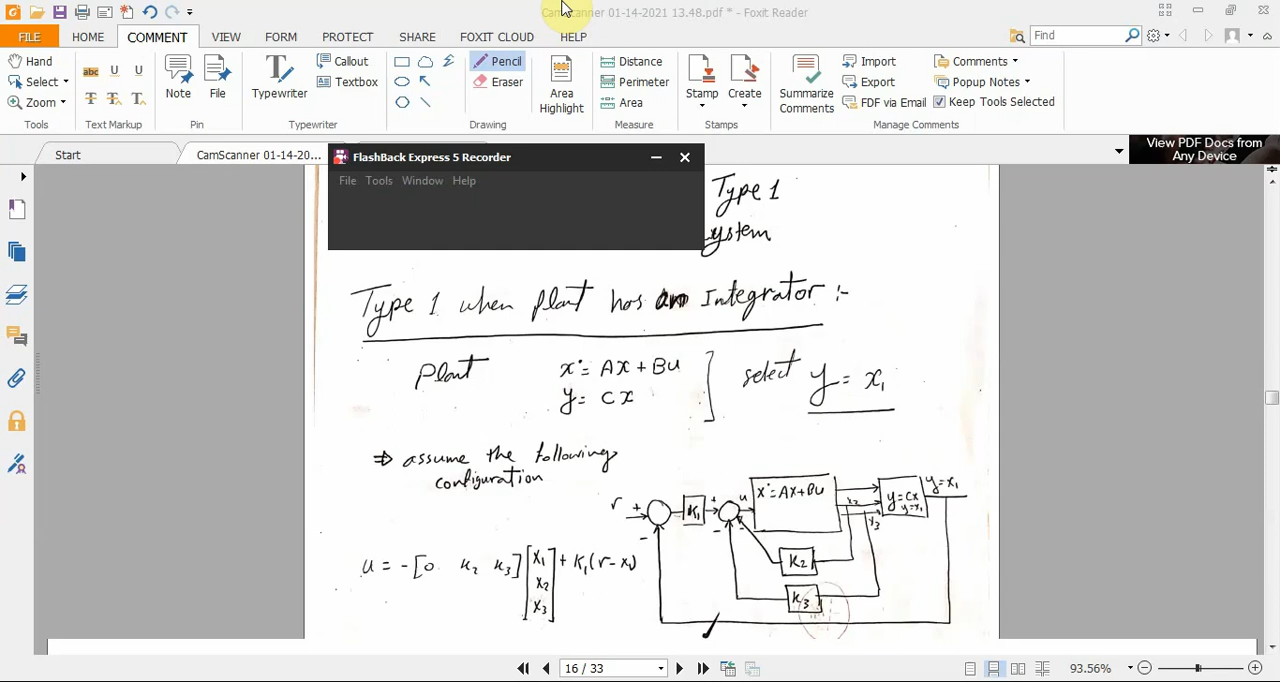 CamScanner 01-14-2021 13.48.pdf * - Foxit Reader
FILE HOME COMMENT VIEW FORM PROTECT SHARE FOXIT CLOUD HELP
Find
Hand
Select
Zoom
Tools
abc U U
T T T
Text Markup
Note
File
Pin
Typewriter
Callout
Textbox
Typewriter
Pencil
Eraser
Drawing
Area
Highlight
Distance
Perimeter
Area
Measure
Stamp
Create
Stamps
Summarize
Comments
Import
Export
FDF via Email
Comments
Popup Notes
Keep Tools Selected
Manage Comments
Start
CamScanner 01-14-20...
View PDF Docs from
Any Device
FlashBack Express 5 Recorder
File Tools Window Help
Type 1
ystem
Type 1 when plant has an Integrator :-
Plant x˙= Ax + Bu
y= Cx
select y = x₁
⇒ assume the following
configuration
r + - K₁ + - - u x˙=Ax+Bu x₂ x₃ y=Cx y=x₁ y=x₁
K₂
K₃
u = -[0 K₂ K₃] [x₁ x₂ x₃] + K₁(r-x₁)
16 / 33
93.56%